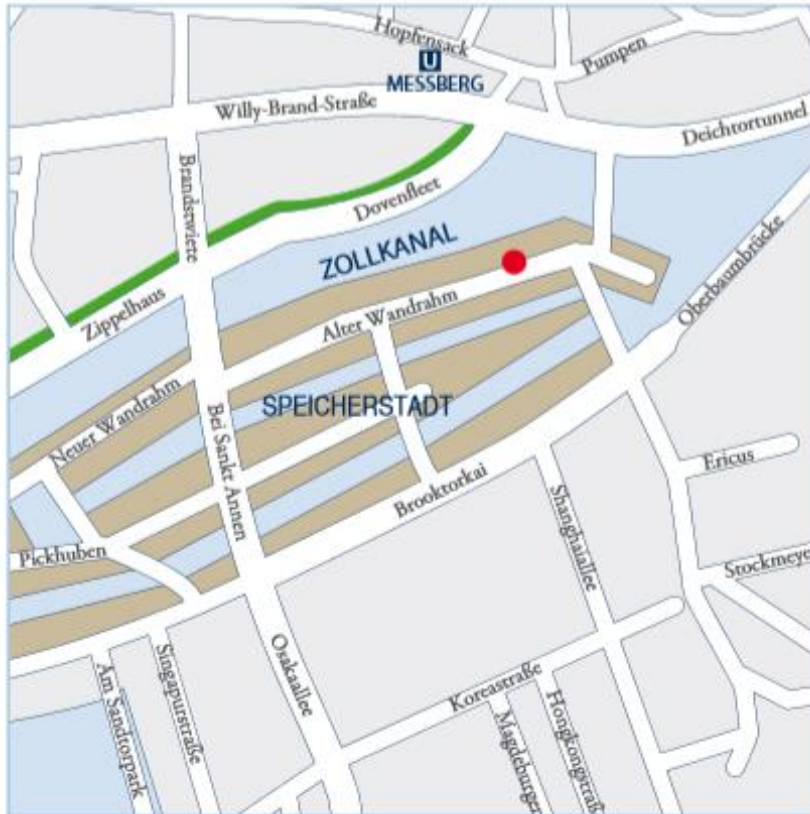 Hopfensack
U
MESSBERG
Pumpen
Willy-Brand-Straße
Deichtortunnel
Brandstwiete
Dovenfleet
ZOLLKANAL
Oberbaumbrücke
Zippelhaus
Alter Wandrahm
SPEICHERSTADT
Neuer Wandrahm
Bei Sankt Annen
Ericus
Brooktorkai
Shanghaiallee
Pickhuben
Stockmeye
Osakaallee
Singapurstraße
Am Sandtorpark
Koreastraße
Hongkongstraß
Magdeburger